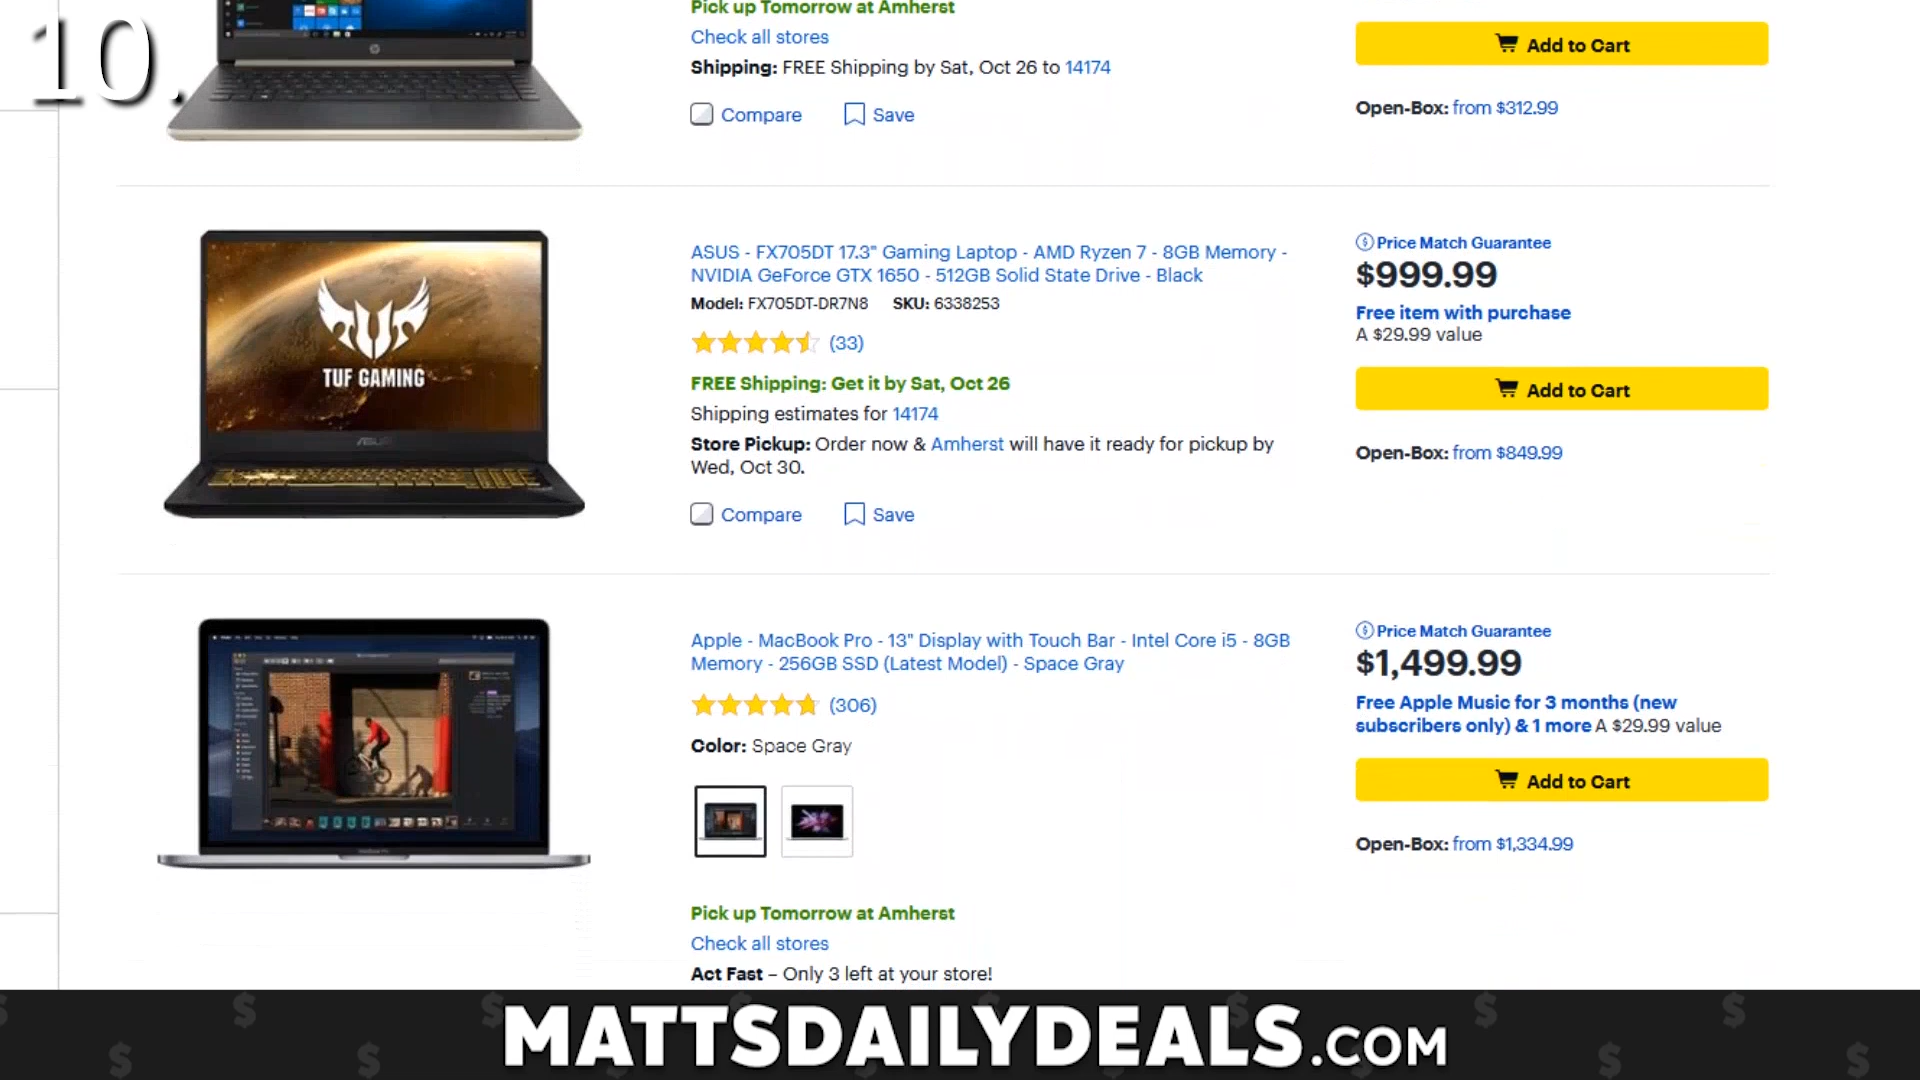 10.
Pick up Tomorrow at Amherst
Check all stores
Shipping: FREE Shipping by Sat, Oct 26 to 14174
Compare Save
Add to Cart
Open-Box: from $312.99
TUF GAMING
ASUS
ASUS - FX705DT 17.3" Gaming Laptop - AMD Ryzen 7 - 8GB Memory -
NVIDIA GeForce GTX 1650 - 512GB Solid State Drive - Black
Model: FX705DT-DR7N8 SKU: 6338253
(33)
FREE Shipping: Get it by Sat, Oct 26
Shipping estimates for 14174
Store Pickup: Order now & Amherst will have it ready for pickup by
Wed, Oct 30.
Compare Save
Price Match Guarantee
$999.99
Free item with purchase
A $29.99 value
Add to Cart
Open-Box: from $849.99
Apple - MacBook Pro - 13" Display with Touch Bar - Intel Core i5 - 8GB
Memory - 256GB SSD (Latest Model) - Space Gray
(306)
Color: Space Gray
Pick up Tomorrow at Amherst
Check all stores
Act Fast – Only 3 left at your store!
Price Match Guarantee
$1,499.99
Free Apple Music for 3 months (new
subscribers only) & 1 more A $29.99 value
Add to Cart
Open-Box: from $1,334.99
MATTSDAILYDEALS.COM